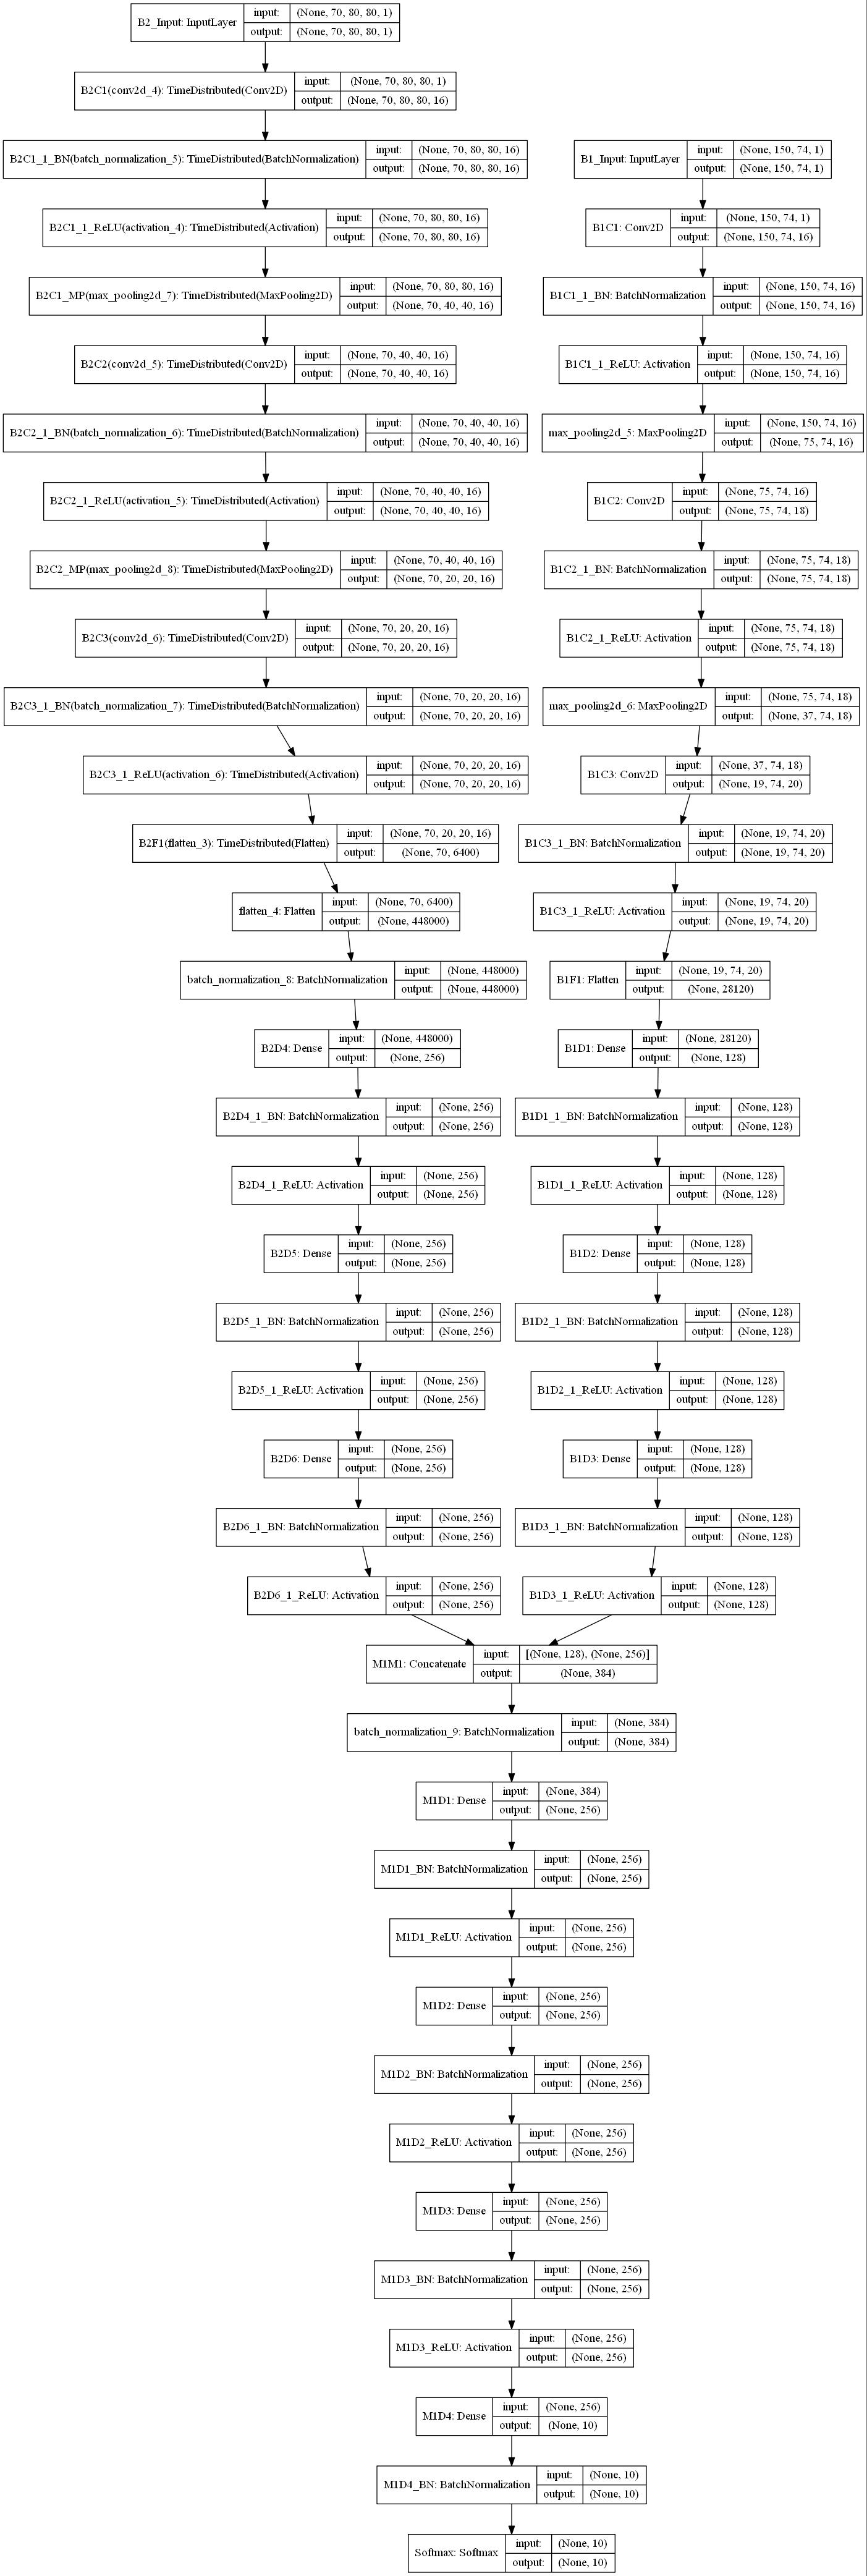 B2_Input: InputLayer
input: (None, 70, 80, 80, 1)
output: (None, 70, 80, 80, 1)
B2C1(conv2d_4): TimeDistributed(Conv2D)
input: (None, 70, 80, 80, 1)
output: (None, 70, 80, 80, 16)
B2C1_1_BN(batch_normalization_5): TimeDistributed(BatchNormalization)
input: (None, 70, 80, 80, 16)
output: (None, 70, 80, 80, 16)
B2C1_1_ReLU(activation_4): TimeDistributed(Activation)
input: (None, 70, 80, 80, 16)
output: (None, 70, 80, 80, 16)
B2C1_MP(max_pooling2d_7): TimeDistributed(MaxPooling2D)
input: (None, 70, 80, 80, 16)
output: (None, 70, 40, 40, 16)
B2C2(conv2d_5): TimeDistributed(Conv2D)
input: (None, 70, 40, 40, 16)
output: (None, 70, 40, 40, 16)
B2C2_1_BN(batch_normalization_6): TimeDistributed(BatchNormalization)
input: (None, 70, 40, 40, 16)
output: (None, 70, 40, 40, 16)
B2C2_1_ReLU(activation_5): TimeDistributed(Activation)
input: (None, 70, 40, 40, 16)
output: (None, 70, 40, 40, 16)
B2C2_MP(max_pooling2d_8): TimeDistributed(MaxPooling2D)
input: (None, 70, 40, 40, 16)
output: (None, 70, 20, 20, 16)
B2C3(conv2d_6): TimeDistributed(Conv2D)
input: (None, 70, 20, 20, 16)
output: (None, 70, 20, 20, 16)
B2C3_1_BN(batch_normalization_7): TimeDistributed(BatchNormalization)
input: (None, 70, 20, 20, 16)
output: (None, 70, 20, 20, 16)
B2C3_1_ReLU(activation_6): TimeDistributed(Activation)
input: (None, 70, 20, 20, 16)
output: (None, 70, 20, 20, 16)
B2F1(flatten_3): TimeDistributed(Flatten)
input: (None, 70, 20, 20, 16)
output: (None, 70, 6400)
flatten_4: Flatten
input: (None, 70, 6400)
output: (None, 448000)
batch_normalization_8: BatchNormalization
input: (None, 448000)
output: (None, 448000)
B2D4: Dense
input: (None, 448000)
output: (None, 256)
B2D4_1_BN: BatchNormalization
input: (None, 256)
output: (None, 256)
B2D4_1_ReLU: Activation
input: (None, 256)
output: (None, 256)
B2D5: Dense
input: (None, 256)
output: (None, 256)
B2D5_1_BN: BatchNormalization
input: (None, 256)
output: (None, 256)
B2D5_1_ReLU: Activation
input: (None, 256)
output: (None, 256)
B2D6: Dense
input: (None, 256)
output: (None, 256)
B2D6_1_BN: BatchNormalization
input: (None, 256)
output: (None, 256)
B2D6_1_ReLU: Activation
input: (None, 256)
output: (None, 256)
B1_Input: InputLayer
input: (None, 150, 74, 1)
output: (None, 150, 74, 1)
B1C1: Conv2D
input: (None, 150, 74, 1)
output: (None, 150, 74, 16)
B1C1_1_BN: BatchNormalization
input: (None, 150, 74, 16)
output: (None, 150, 74, 16)
B1C1_1_ReLU: Activation
input: (None, 150, 74, 16)
output: (None, 150, 74, 16)
max_pooling2d_5: MaxPooling2D
input: (None, 150, 74, 16)
output: (None, 75, 74, 16)
B1C2: Conv2D
input: (None, 75, 74, 16)
output: (None, 75, 74, 18)
B1C2_1_BN: BatchNormalization
input: (None, 75, 74, 18)
output: (None, 75, 74, 18)
B1C2_1_ReLU: Activation
input: (None, 75, 74, 18)
output: (None, 75, 74, 18)
max_pooling2d_6: MaxPooling2D
input: (None, 75, 74, 18)
output: (None, 37, 74, 18)
B1C3: Conv2D
input: (None, 37, 74, 18)
output: (None, 19, 74, 20)
B1C3_1_BN: BatchNormalization
input: (None, 19, 74, 20)
output: (None, 19, 74, 20)
B1C3_1_ReLU: Activation
input: (None, 19, 74, 20)
output: (None, 19, 74, 20)
B1F1: Flatten
input: (None, 19, 74, 20)
output: (None, 28120)
B1D1: Dense
input: (None, 28120)
output: (None, 128)
B1D1_1_BN: BatchNormalization
input: (None, 128)
output: (None, 128)
B1D1_1_ReLU: Activation
input: (None, 128)
output: (None, 128)
B1D2: Dense
input: (None, 128)
output: (None, 128)
B1D2_1_BN: BatchNormalization
input: (None, 128)
output: (None, 128)
B1D2_1_ReLU: Activation
input: (None, 128)
output: (None, 128)
B1D3: Dense
input: (None, 128)
output: (None, 128)
B1D3_1_BN: BatchNormalization
input: (None, 128)
output: (None, 128)
B1D3_1_ReLU: Activation
input: (None, 128)
output: (None, 128)
M1M1: Concatenate
input: [(None, 128), (None, 256)]
output: (None, 384)
batch_normalization_9: BatchNormalization
input: (None, 384)
output: (None, 384)
M1D1: Dense
input: (None, 384)
output: (None, 256)
M1D1_BN: BatchNormalization
input: (None, 256)
output: (None, 256)
M1D1_ReLU: Activation
input: (None, 256)
output: (None, 256)
M1D2: Dense
input: (None, 256)
output: (None, 256)
M1D2_BN: BatchNormalization
input: (None, 256)
output: (None, 256)
M1D2_ReLU: Activation
input: (None, 256)
output: (None, 256)
M1D3: Dense
input: (None, 256)
output: (None, 256)
M1D3_BN: BatchNormalization
input: (None, 256)
output: (None, 256)
M1D3_ReLU: Activation
input: (None, 256)
output: (None, 256)
M1D4: Dense
input: (None, 256)
output: (None, 10)
M1D4_BN: BatchNormalization
input: (None, 10)
output: (None, 10)
Softmax: Softmax
input: (None, 10)
output: (None, 10)